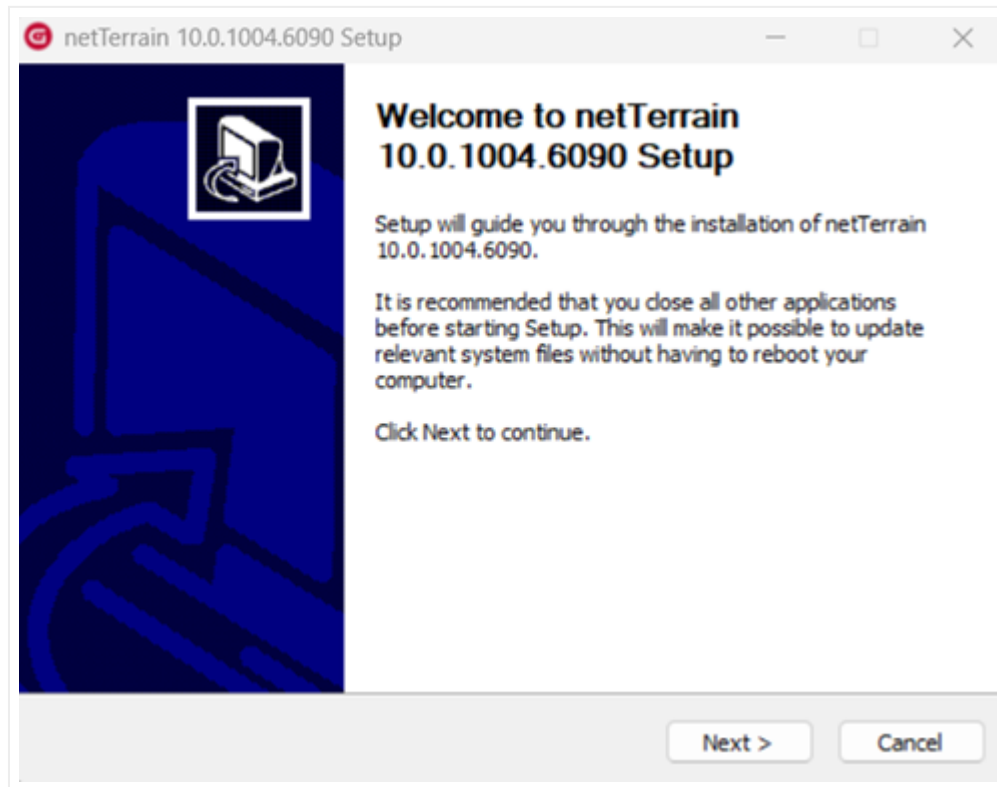 netTerrain 10.0.1004.6090 Setup
Welcome to netTerrain
10.0.1004.6090 Setup
Setup will guide you through the installation of netTerrain
10.0.1004.6090.
It is recommended that you close all other applications
before starting Setup. This will make it possible to update
relevant system files without having to reboot your
computer.
Click Next to continue.
Next >
Cancel